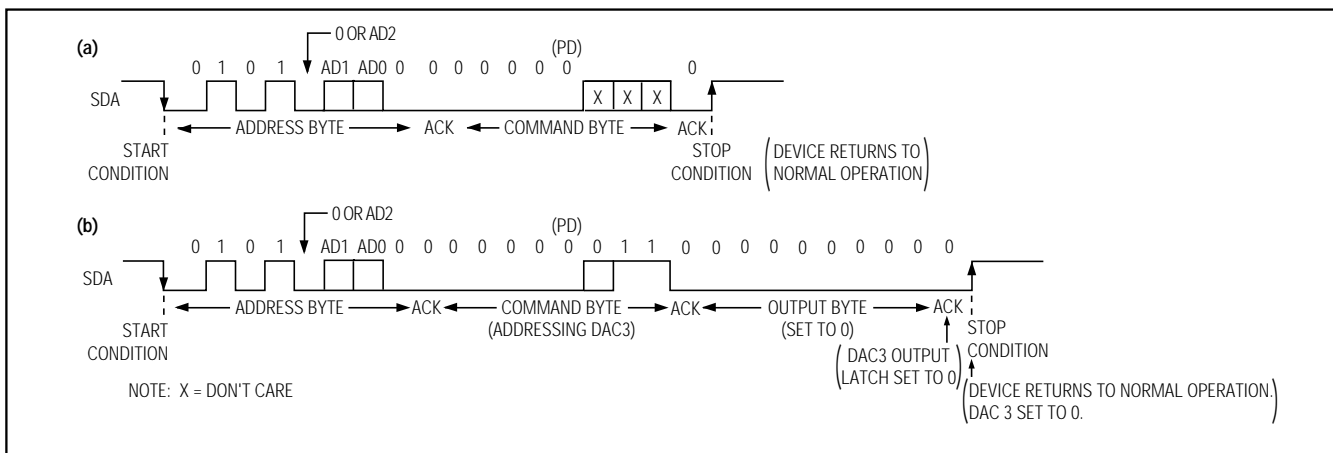 (a)
0 OR AD2
(PD)
0 1 0 1 AD1 AD0 0 0 0 0 0 0 0 0
SDA
X X X
ADDRESS BYTE ACK COMMAND BYTE ACK
START CONDITION
STOP CONDITION
(DEVICE RETURNS TO NORMAL OPERATION)
(b)
0 OR AD2
(PD)
0 1 0 1 AD1 AD0 0 0 0 0 0 0 0 0 1 1 0 0 0 0 0 0 0 0 0
SDA
ADDRESS BYTE ACK COMMAND BYTE ACK OUTPUT BYTE ACK
(ADDRESSING DAC3)
(SET TO 0)
START CONDITION
STOP CONDITION
(DAC3 OUTPUT LATCH SET TO 0)
NOTE: X = DON'T CARE
(DEVICE RETURNS TO NORMAL OPERATION. DAC 3 SET TO 0.